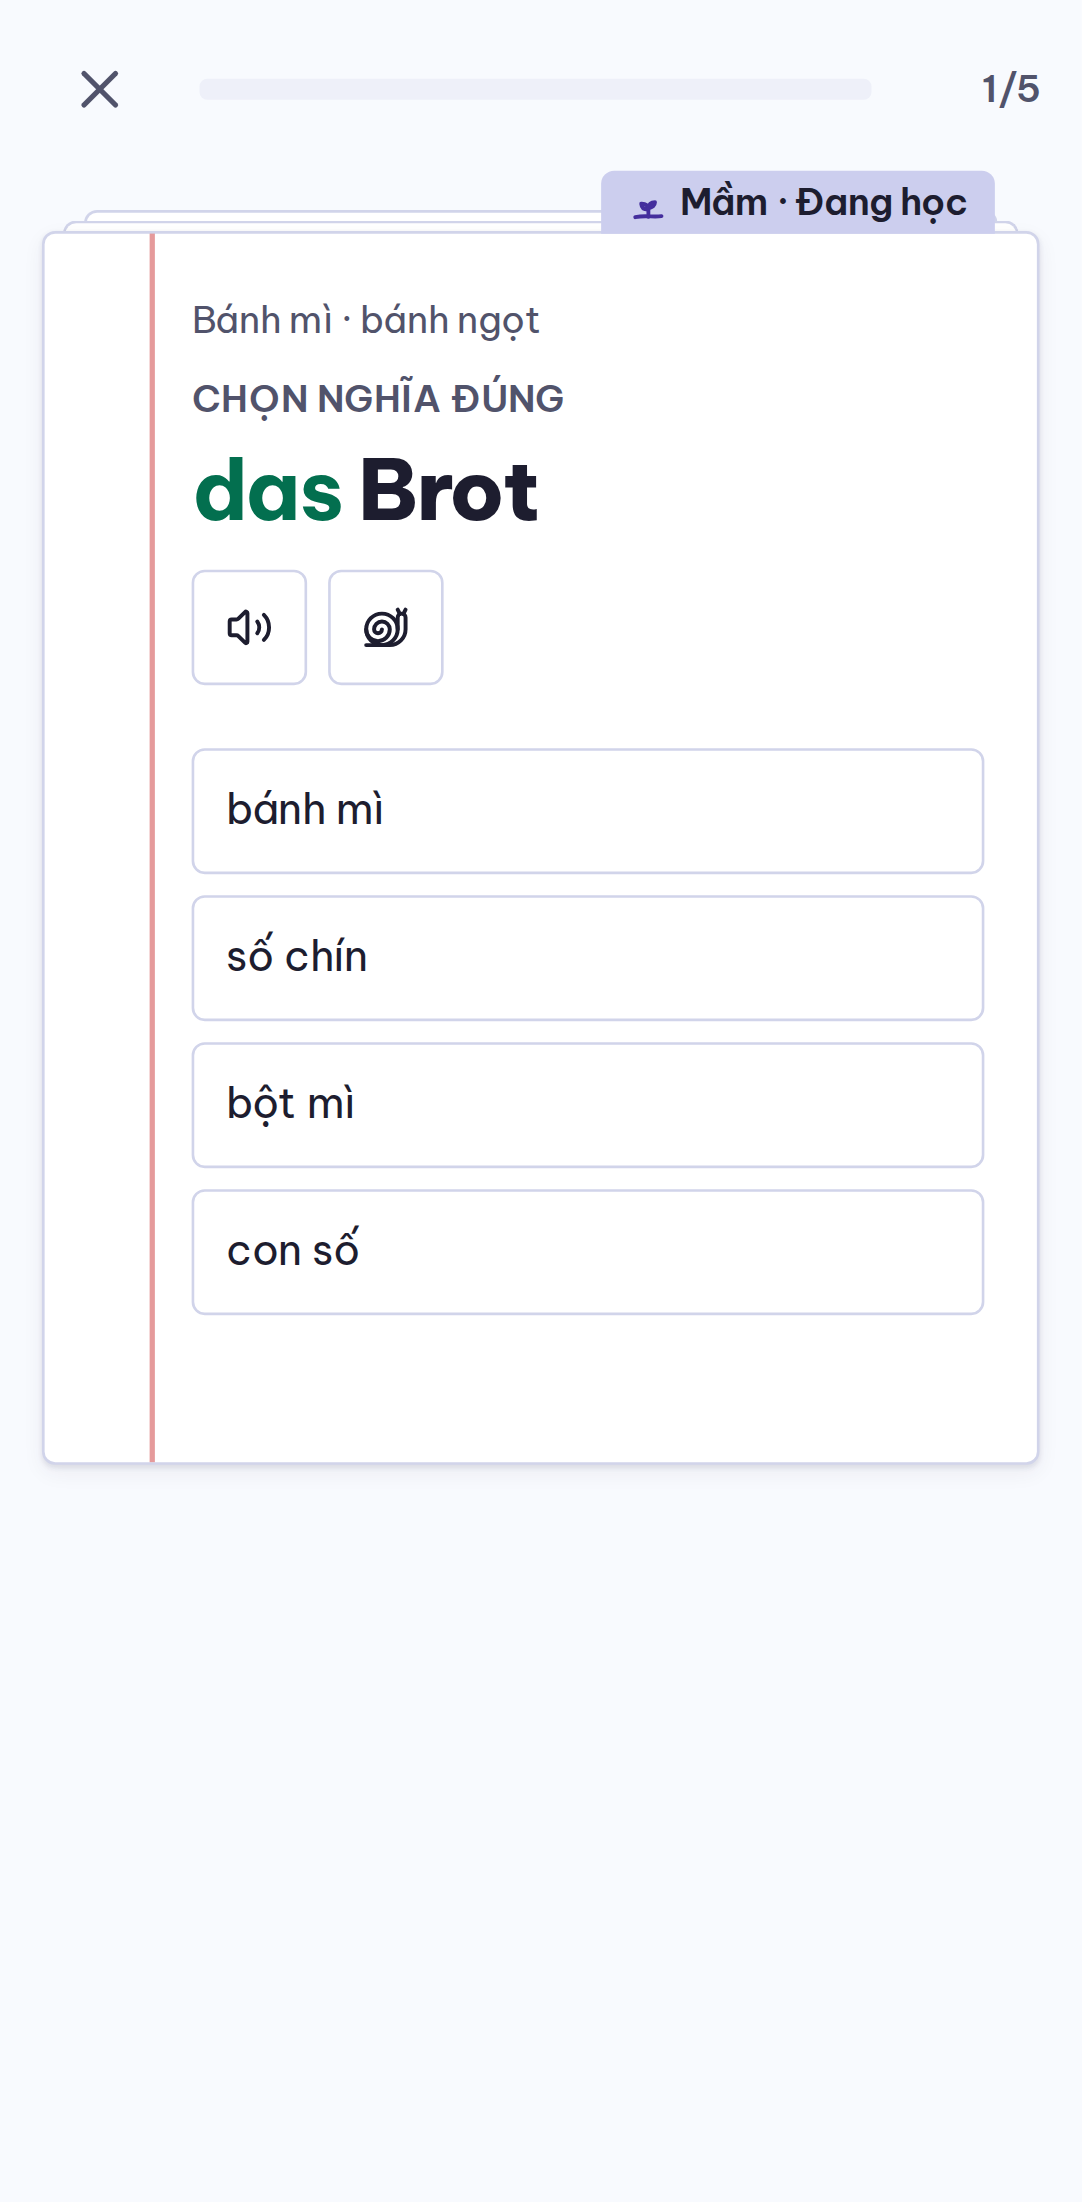 1/5
Mầm · Đang học
Bánh mì · bánh ngọt
CHỌN NGHĨA ĐÚNG
das Brot
bánh mì
số chín
bột mì
con số